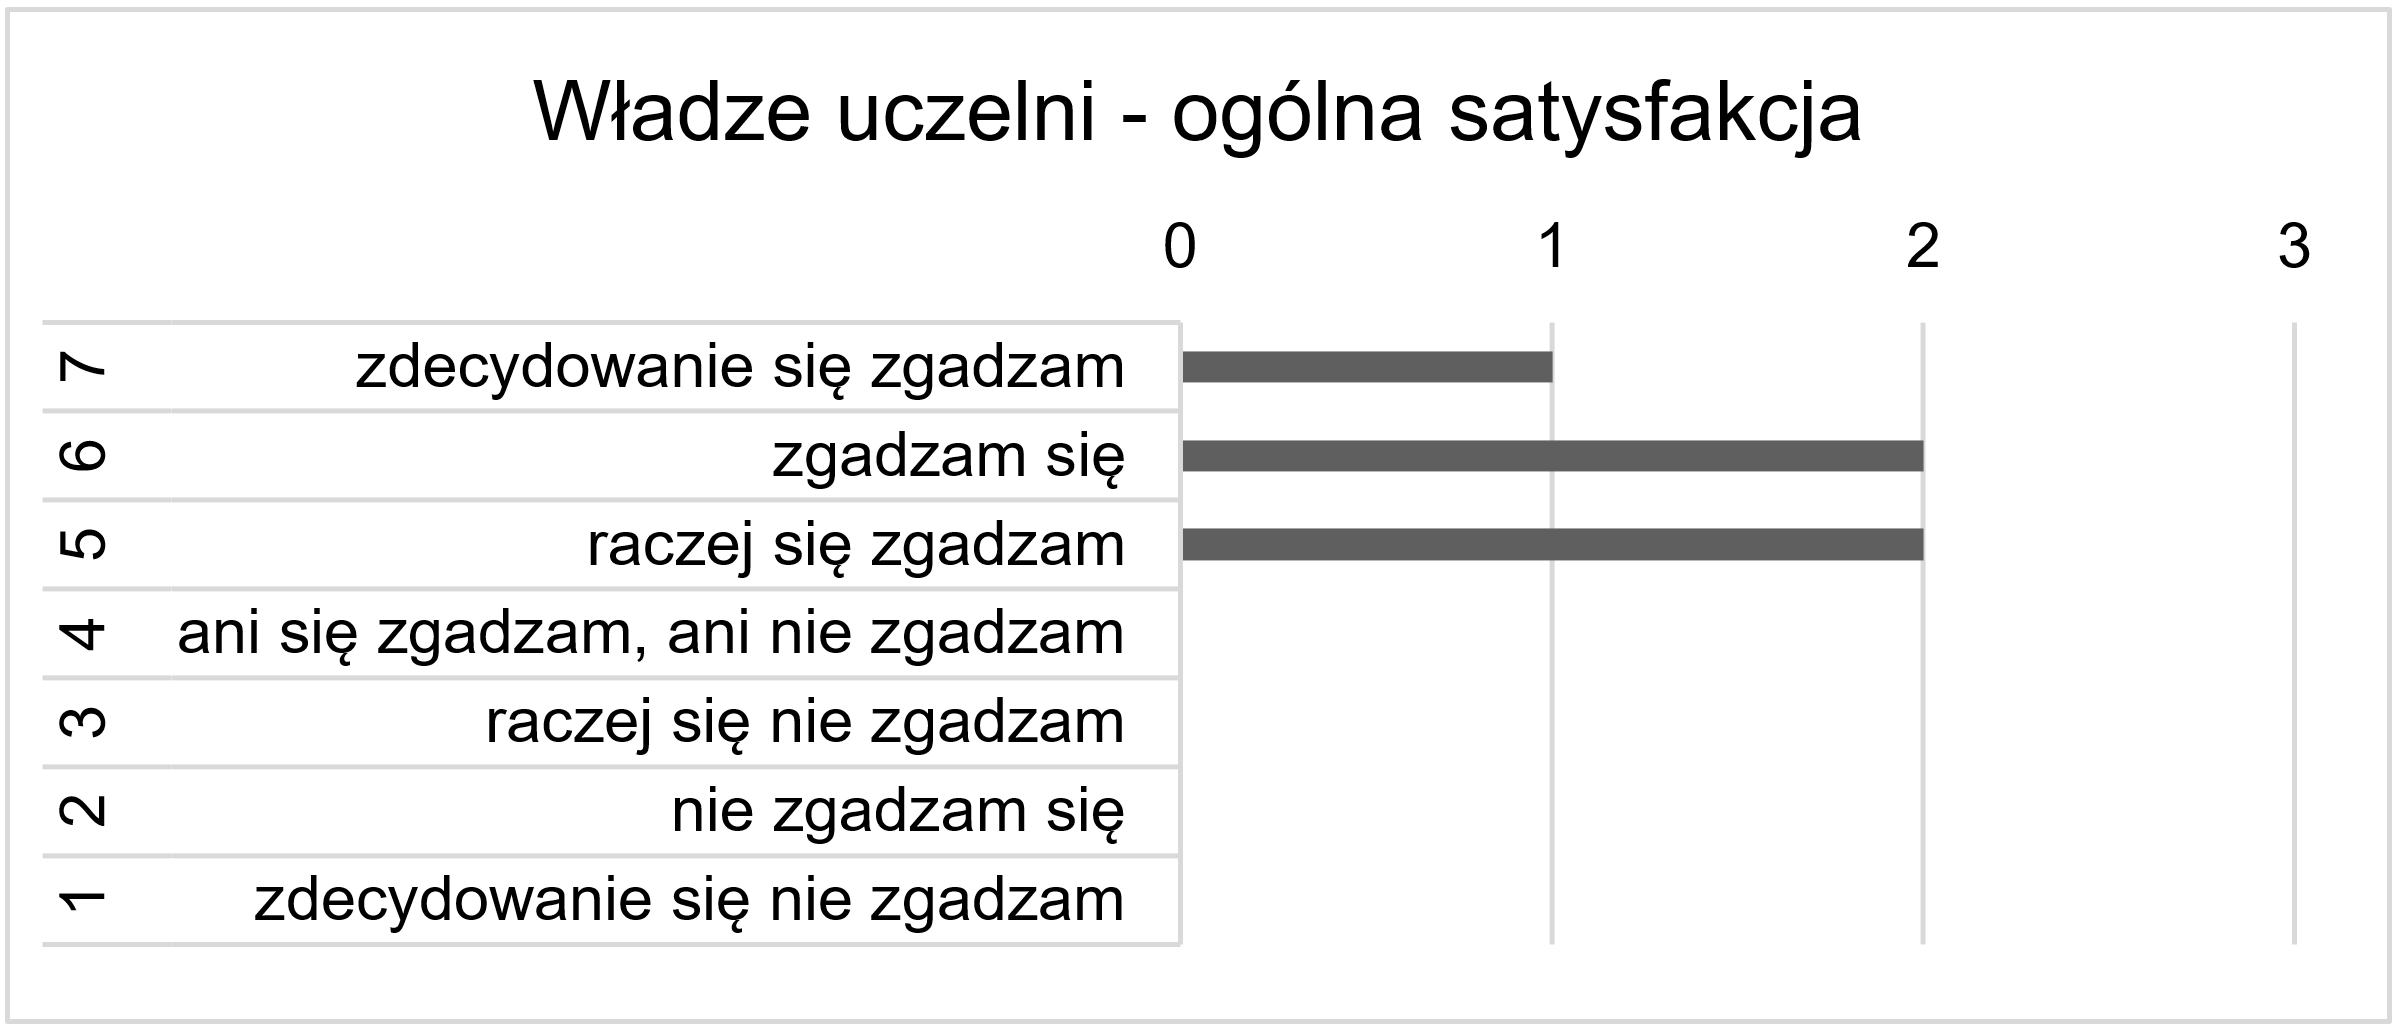 Władze uczelni - ogólna satysfakcja
0 1 2 3
7 zdecydowanie się zgadzam
6 zgadzam się
5 raczej się zgadzam
4 ani się zgadzam, ani nie zgadzam
3 raczej się nie zgadzam
2 nie zgadzam się
1 zdecydowanie się nie zgadzam